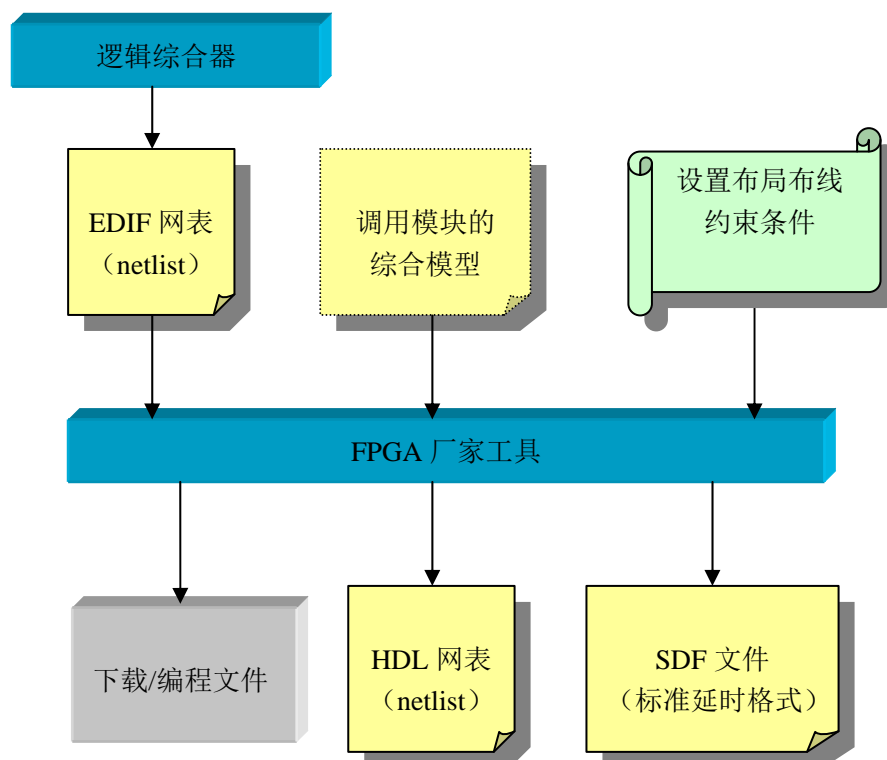 逻辑综合器
EDIF 网表
（netlist）
调用模块的
综合模型
设置布局布线
约束条件
FPGA 厂家工具
下载/编程文件
HDL 网表
（netlist）
SDF 文件
（标准延时格式）